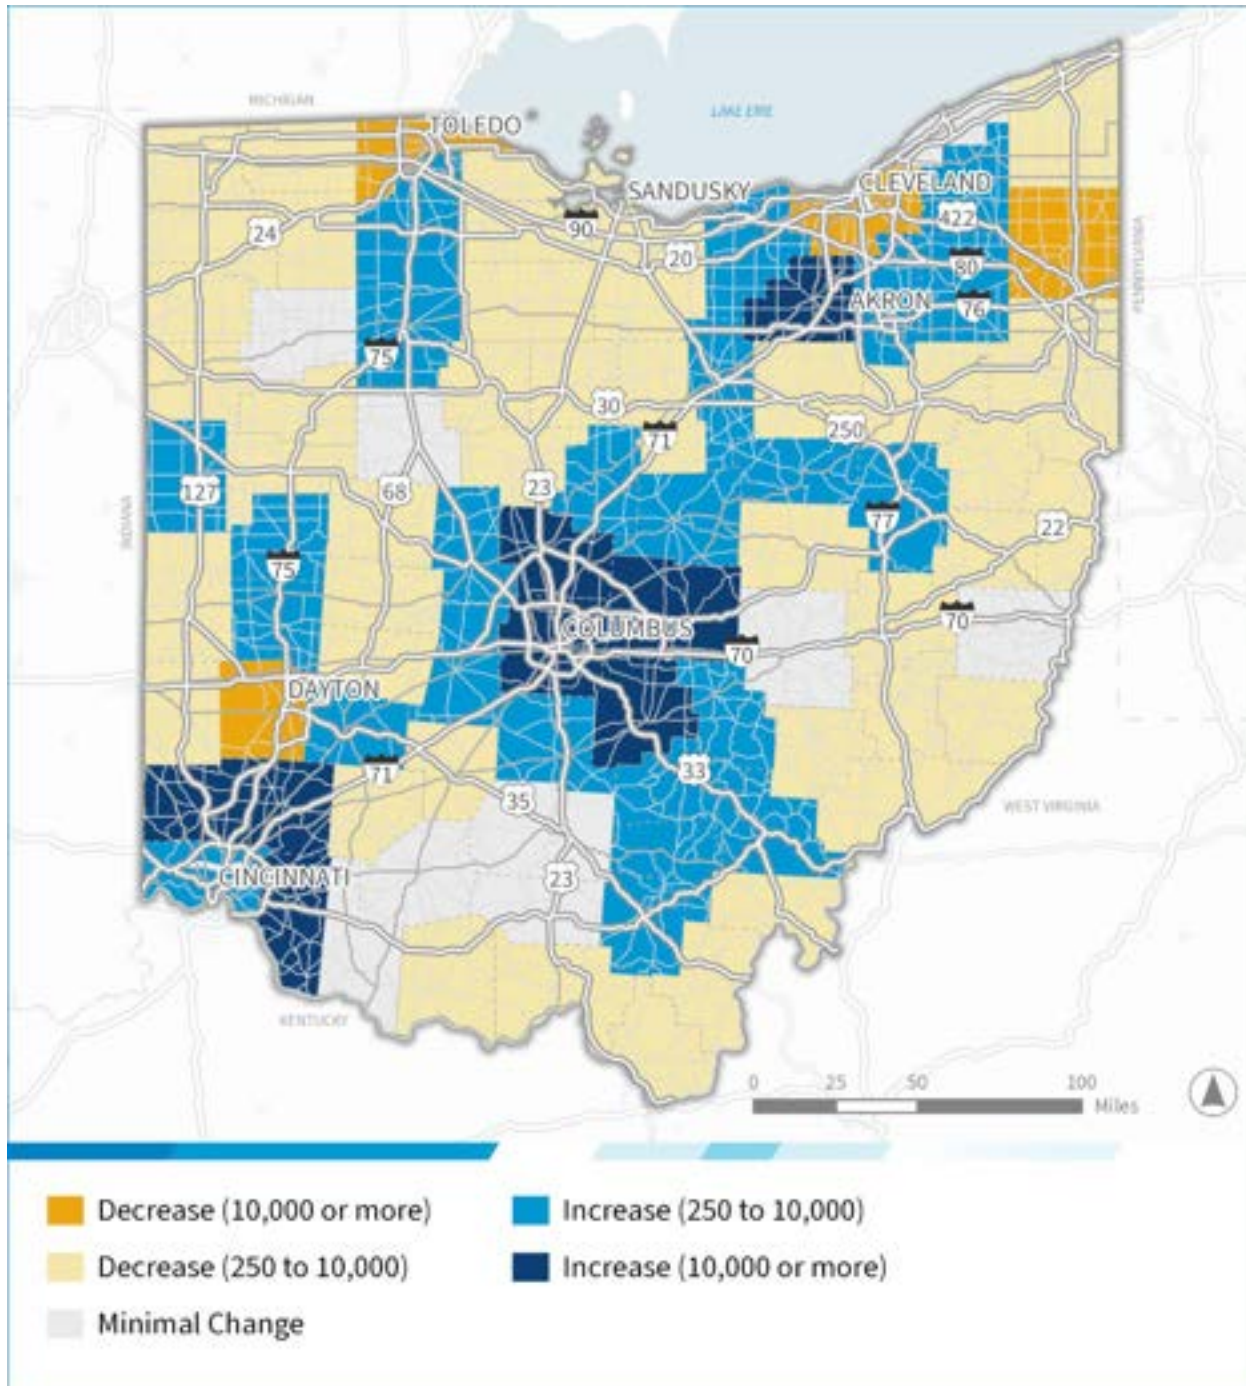 MICHIGAN
LAKE ERIE
TOLEDO
SANDUSKY
CLEVELAND
422
24
90
20
80
PENNSYLVANIA
AKRON
76
75
30
71
250
127
68
23
77
22
INDIANA
75
COLUMBUS
70
70
DAYTON
71
33
35
WEST VIRGINIA
CINCINNATI
23
KENTUCKY
0 25 50 100
Miles
Decrease (10,000 or more)
Increase (250 to 10,000)
Decrease (250 to 10,000)
Increase (10,000 or more)
Minimal Change